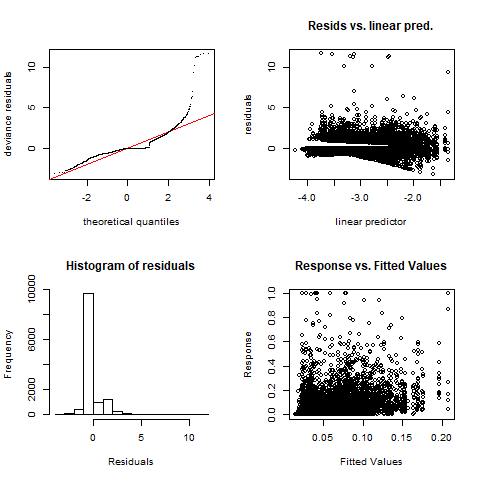 deviance residuals
0 5 10
-2 0 2 4
theoretical quantiles
Resids vs. linear pred.
residuals
0 5 10
-4.0 -3.0 -2.0
linear predictor
Histogram of residuals
Frequency
0 2000 6000 10000
0 5 10
Residuals
Response vs. Fitted Values
Response
0.0 0.2 0.4 0.6 0.8 1.0
0.05 0.10 0.15 0.20
Fitted Values